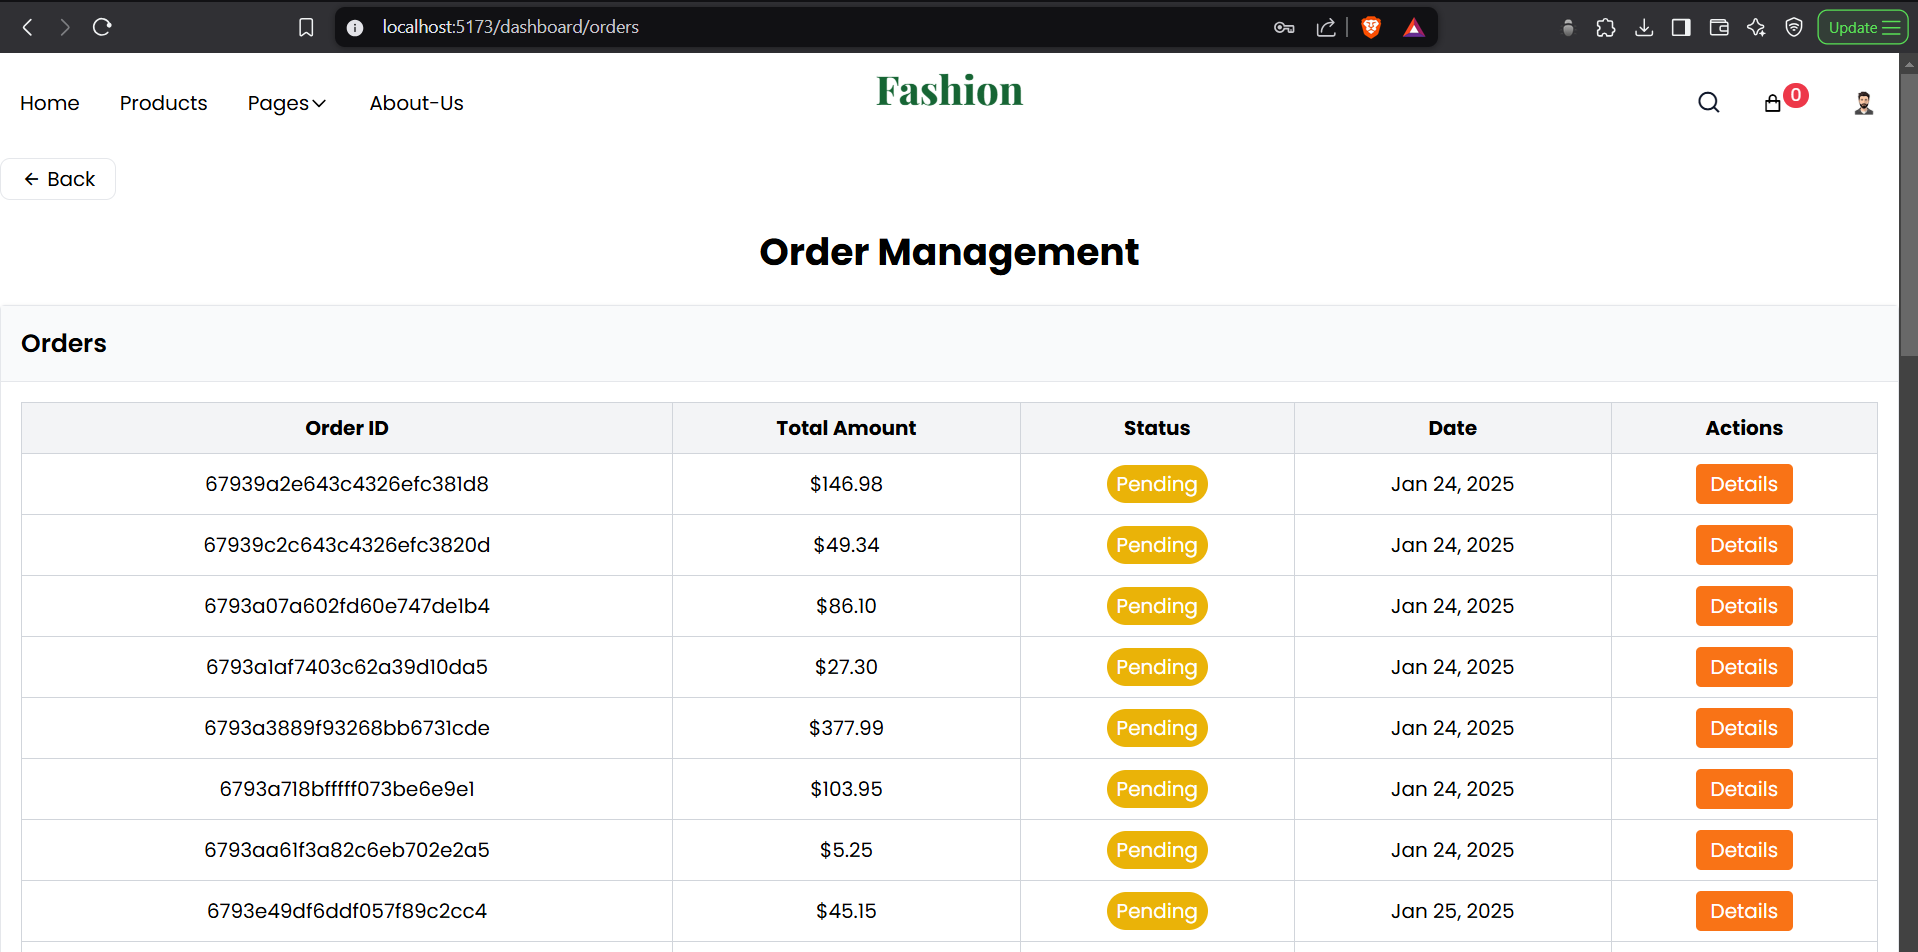 localhost:5173/dashboard/orders
Update
Home Products Pages About-Us
Fashion
0
Back
Order Management
Orders
Order ID Total Amount Status Date Actions
67939a2e643c4326efc381d8 $146.98 Pending Jan 24, 2025 Details
67939c2c643c4326efc3820d $49.34 Pending Jan 24, 2025 Details
6793a07a602fd60e747de1b4 $86.10 Pending Jan 24, 2025 Details
6793a1af7403c62a39d10da5 $27.30 Pending Jan 24, 2025 Details
6793a3889f93268bb6731cde $377.99 Pending Jan 24, 2025 Details
6793a718bfffff073be6e9e1 $103.95 Pending Jan 24, 2025 Details
6793aa61f3a82c6eb702e2a5 $5.25 Pending Jan 24, 2025 Details
6793e49df6ddf057f89c2cc4 $45.15 Pending Jan 25, 2025 Details